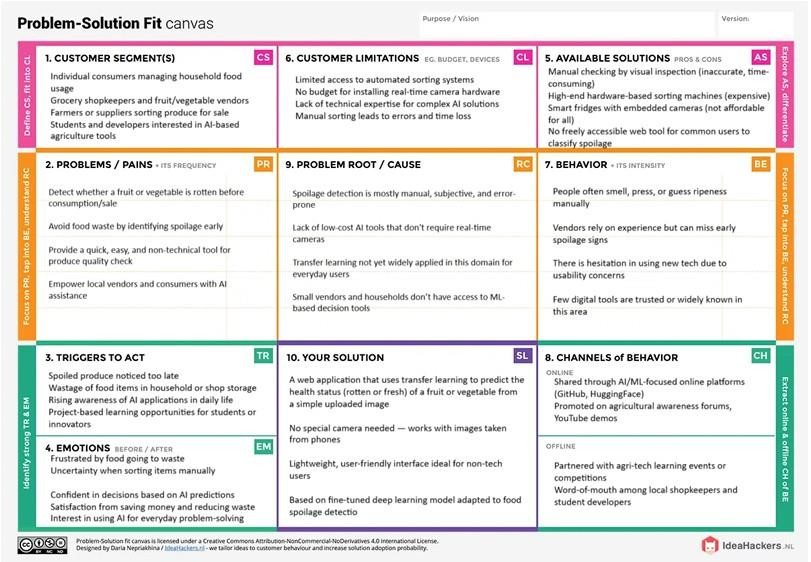 Problem-Solution Fit canvas
Purpose / Vision
Version:
Define CS, fit into CL
1. CUSTOMER SEGMENT(S)
CS
Individual consumers managing household food
usage
Grocery shopkeepers and fruit/vegetable vendors
Farmers or suppliers sorting produce for sale
Students and developers interested in AI-based
agriculture tools
6. CUSTOMER LIMITATIONS EG. BUDGET, DEVICES
CL
Limited access to automated sorting systems
No budget for installing real-time camera hardware
Lack of technical expertise for complex AI solutions
Manual sorting leads to errors and time loss
5. AVAILABLE SOLUTIONS PROS & CONS
AS
Manual checking by visual inspection (inaccurate, time-
consuming)
High-end hardware-based sorting machines (expensive)
Smart fridges with embedded cameras (not affordable
for all)
No freely accessible web tool for common users to
classify spoilage
Explore AS, differentiate
Focus on PR, tap into BE, understand RC
2. PROBLEMS / PAINS + ITS FREQUENCY
PR
Detect whether a fruit or vegetable is rotten before
consumption/sale
Avoid food waste by identifying spoilage early
Provide a quick, easy, and non-technical tool for
produce quality check
Empower local vendors and consumers with AI
assistance
9. PROBLEM ROOT / CAUSE
RC
Spoilage detection is mostly manual, subjective, and error-
prone
Lack of low-cost AI tools that don't require real-time
cameras
Transfer learning not yet widely applied in this domain for
everyday users
Small vendors and households don't have access to ML-
based decision tools
7. BEHAVIOR + ITS INTENSITY
BE
People often smell, press, or guess ripeness
manually
Vendors rely on experience but can miss early
spoilage signs
There is hesitation in using new tech due to
usability concerns
Few digital tools are trusted or widely known in
this area
Focus on PR, tap into BE, understand RC
Identify strong TR & EM
3. TRIGGERS TO ACT
TR
Spoiled produce noticed too late
Wastage of food items in household or shop storage
Rising awareness of AI applications in daily life
Project-based learning opportunities for students or
innovators
4. EMOTIONS BEFORE / AFTER
EM
Frustrated by food going to waste
Uncertainty when sorting items manually
Confident in decisions based on AI predictions
Satisfaction from saving money and reducing waste
Interest in using AI for everyday problem-solving
10. YOUR SOLUTION
SL
A web application that uses transfer learning to predict the
health status (rotten or fresh) of a fruit or vegetable from
a simple uploaded image
No special camera needed — works with images taken
from phones
Lightweight, user-friendly interface ideal for non-tech
users
Based on fine-tuned deep learning model adapted to food
spoilage detectio
8. CHANNELS of BEHAVIOR
CH
ONLINE
Shared through AI/ML-focused online platforms
(GitHub, HuggingFace)
Promoted on agricultural awareness forums,
YouTube demos
OFFLINE
Partnered with agri-tech learning events or
competitions
Word-of-mouth among local shopkeepers and
student developers
Extract online & offline CH of BE
CC BY NC ND
Problem-Solution fit canvas is licensed under a Creative Commons Attribution-NonCommercial-NoDerivatives 4.0 International License.
Designed by Daria Nepriakhina / IdeaHackers.nl - we tailor ideas to customer behaviour and increase solution adoption probability.
IdeaHackers.NL